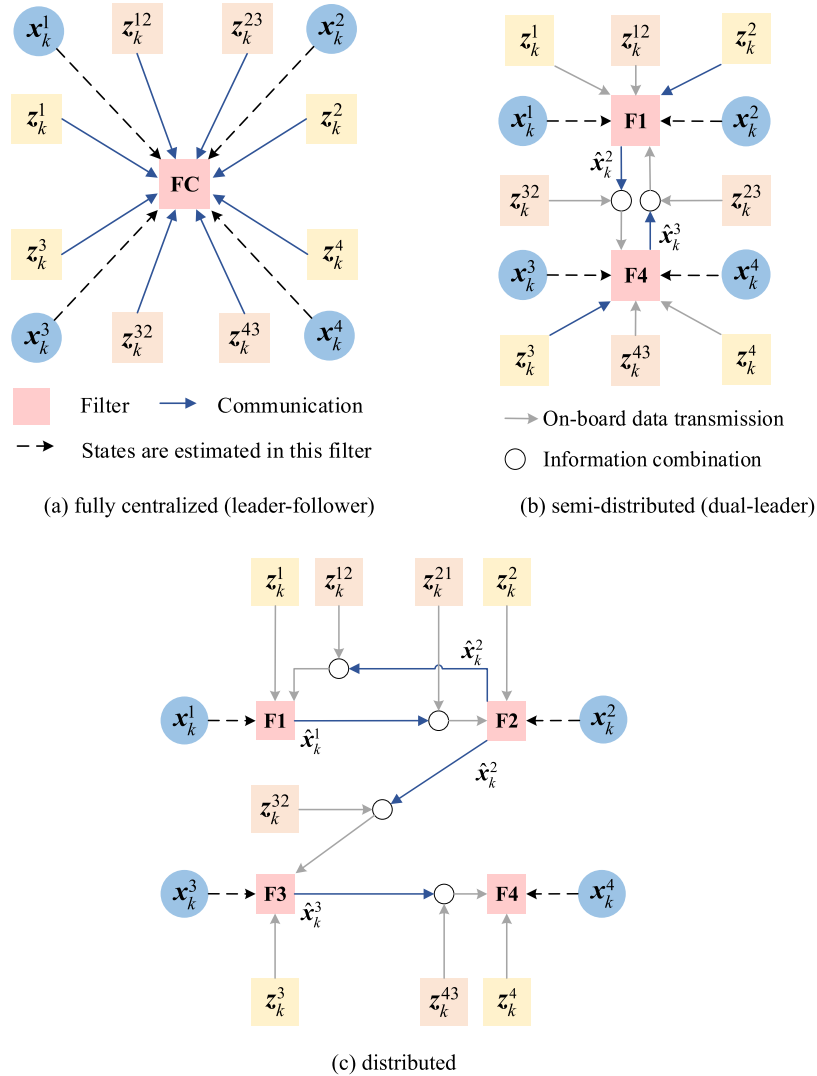 x_k^1 z_k^12 z_k^23 x_k^2
z_k^1 z_k^2
FC
z_k^3 z_k^4
x_k^3 z_k^32 z_k^43 x_k^4
Filter Communication
States are estimated in this filter
(a) fully centralized (leader-follower)
z_k^1 z_k^12 z_k^2
x_k^1 F1 x_k^2
x̂_k^2
z_k^32 z_k^23
x̂_k^3
x_k^3 F4 x_k^4
z_k^3 z_k^43 z_k^4
On-board data transmission
Information combination
(b) semi-distributed (dual-leader)
z_k^1 z_k^12 z_k^21 z_k^2
x̂_k^2
x_k^1 F1 F2 x_k^2
x̂_k^1
x̂_k^2
z_k^32
x_k^3 F3 F4 x_k^4
x̂_k^3
z_k^3 z_k^43 z_k^4
(c) distributed